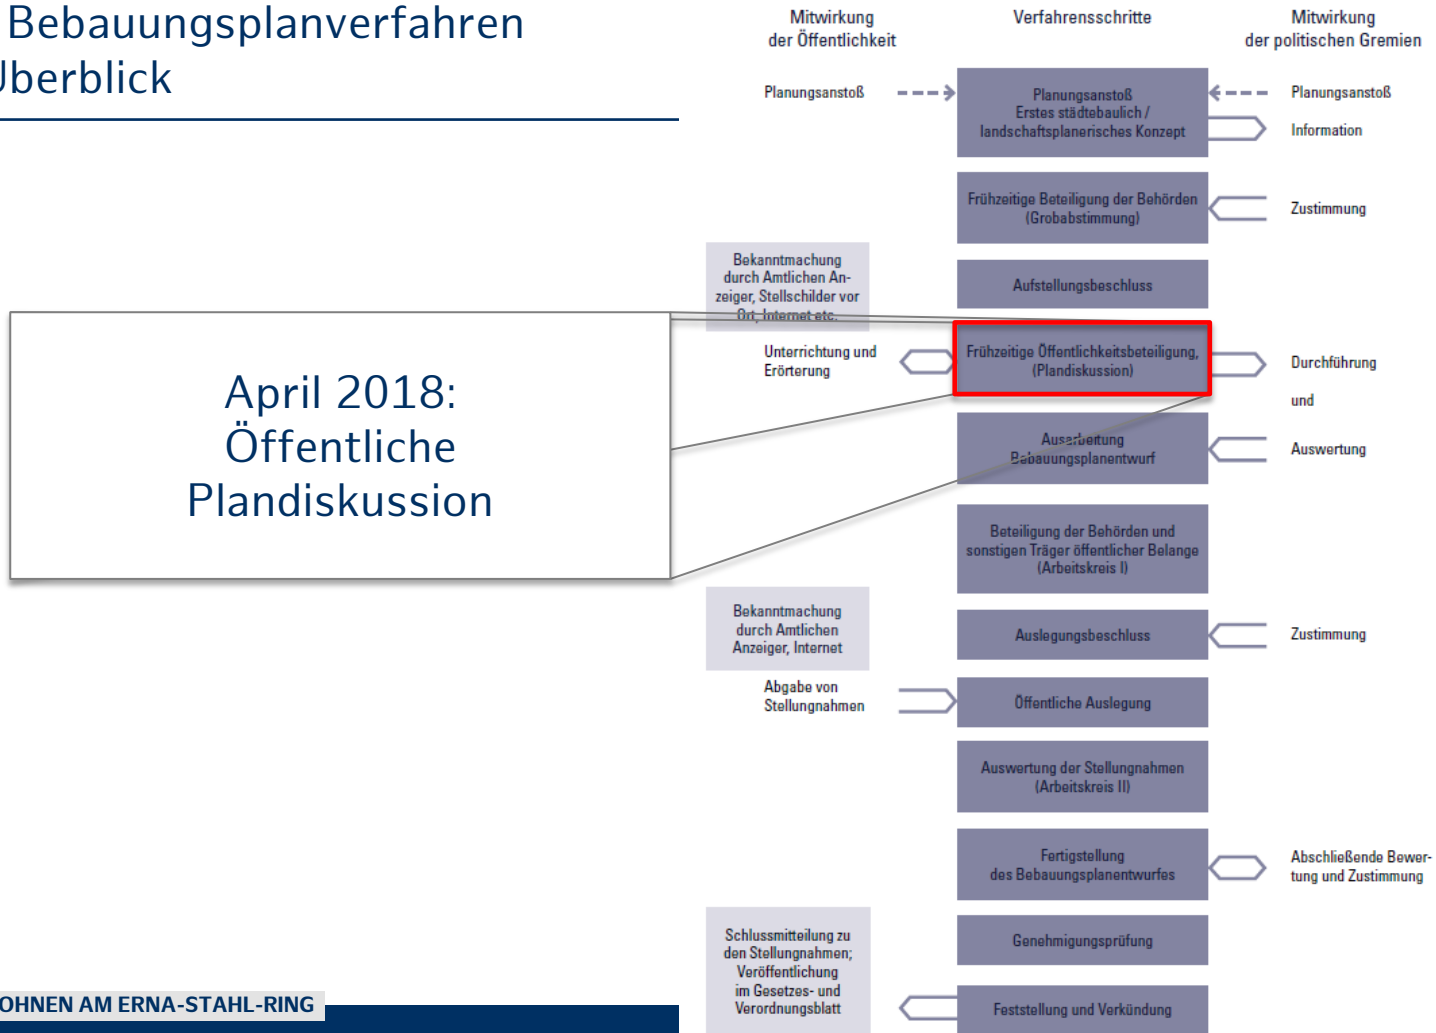 Bebauungsplanverfahren
Überblick
April 2018:
Öffentliche
Plandiskussion
Mitwirkung
der Öffentlichkeit
Verfahrensschritte
Mitwirkung
der politischen Gremien
Planungsanstoß
Planungsanstoß
Erstes städtebaulich /
landschaftsplanerisches Konzept
Planungsanstoß
Information
Frühzeitige Beteiligung der Behörden
(Grobabstimmung)
Zustimmung
Bekanntmachung
durch Amtlichen An-
zeiger, Stellschilder vor
Ort, Internet etc.
Aufstellungsbeschluss
Unterrichtung und
Erörterung
Frühzeitige Öffentlichkeitsbeteiligung,
(Plandiskussion)
Durchführung
und
Auswertung
Ausarbeitung
Bebauungsplanentwurf
Beteiligung der Behörden und
sonstigen Träger öffentlicher Belange
(Arbeitskreis I)
Bekanntmachung
durch Amtlichen
Anzeiger, Internet
Auslegungsbeschluss
Zustimmung
Abgabe von
Stellungnahmen
Öffentliche Auslegung
Auswertung der Stellungnahmen
(Arbeitskreis II)
Fertigstellung
des Bebauungsplanentwurfes
Abschließende Bewer-
tung und Zustimmung
Genehmigungsprüfung
Schlussmitteilung zu
den Stellungnahmen;
Veröffentlichung
im Gesetzes- und
Verordnungsblatt
Feststellung und Verkündung
OHNEN AM ERNA-STAHL-RING